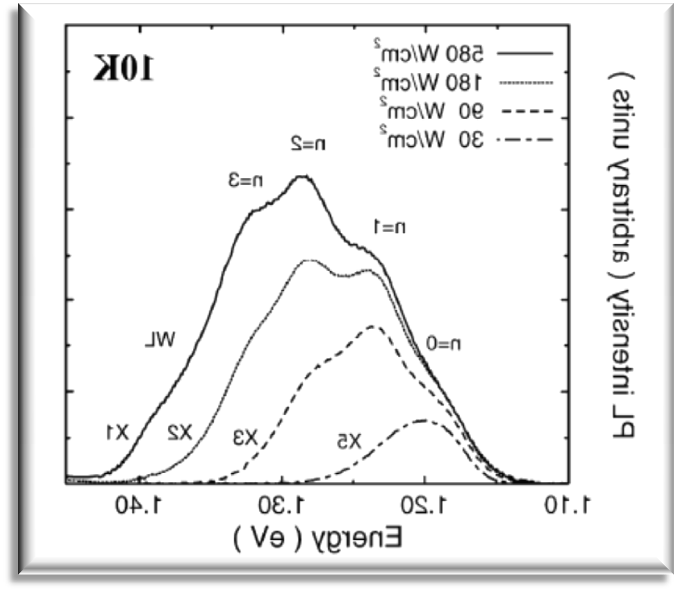 10K
580 W/cm²
180 W/cm²
90 W/cm²
30 W/cm²
n=2
n=3
n=1
WL
n=0
X1
X2
X3
X5
1.10 1.20 1.30 1.40
Energy ( eV )
PL intensity ( arbitrary units )